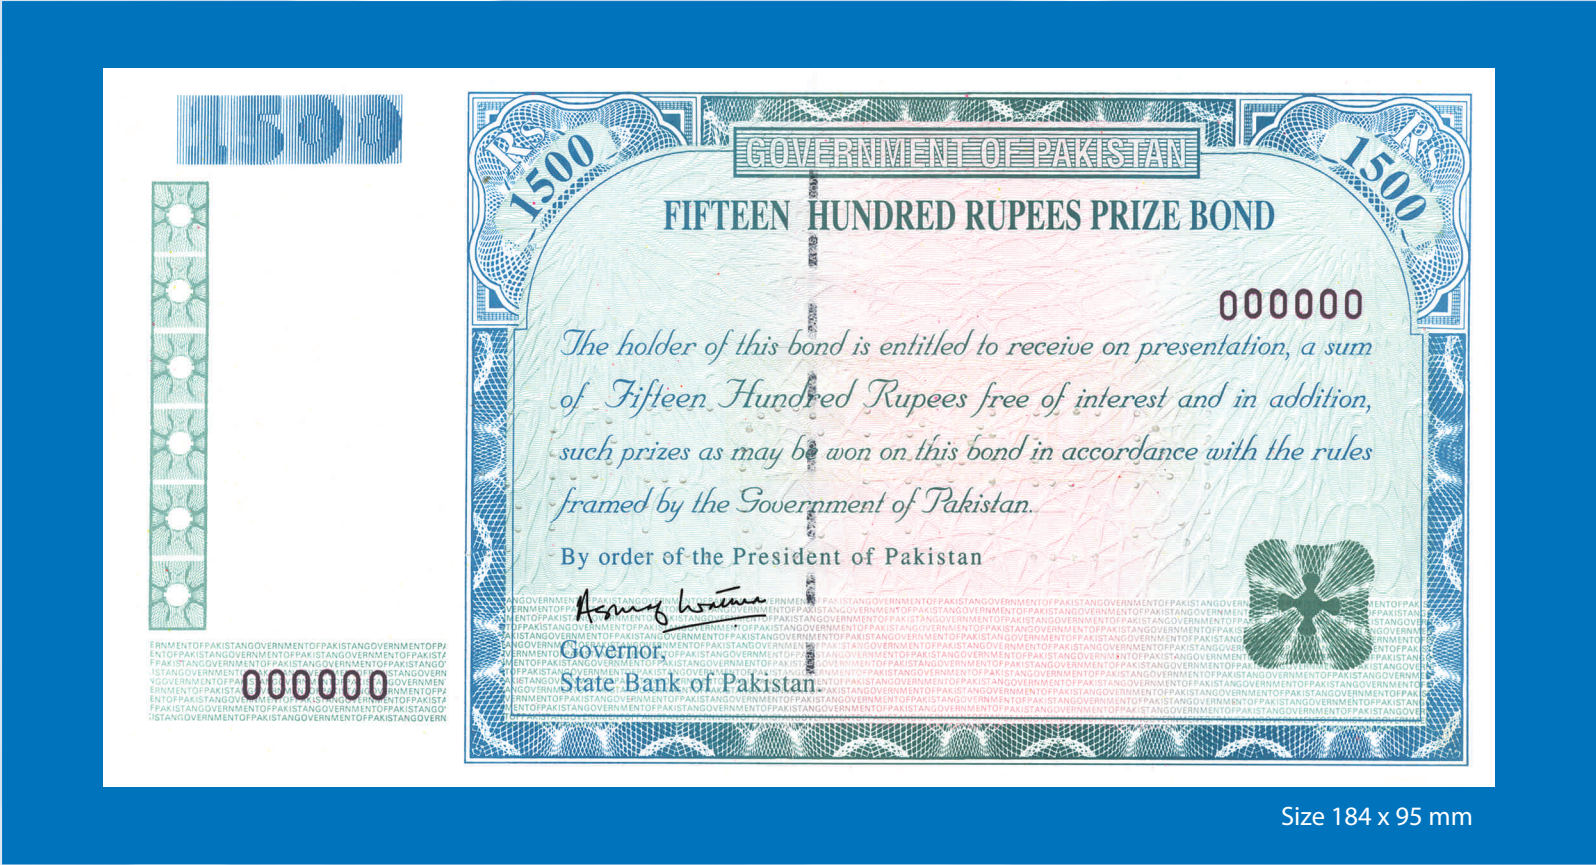 1500
Rs
1500
GOVERNMENT OF PAKISTAN
Rs
1500
FIFTEEN HUNDRED RUPEES PRIZE BOND
000000
The holder of this bond is entitled to receive on presentation, a sum
of Fifteen Hundred Rupees free of interest and in addition,
such prizes as may be won on this bond in accordance with the rules
framed by the Government of Pakistan.
By order of the President of Pakistan
Governor,
State Bank of Pakistan.
000000
Size 184 x 95 mm